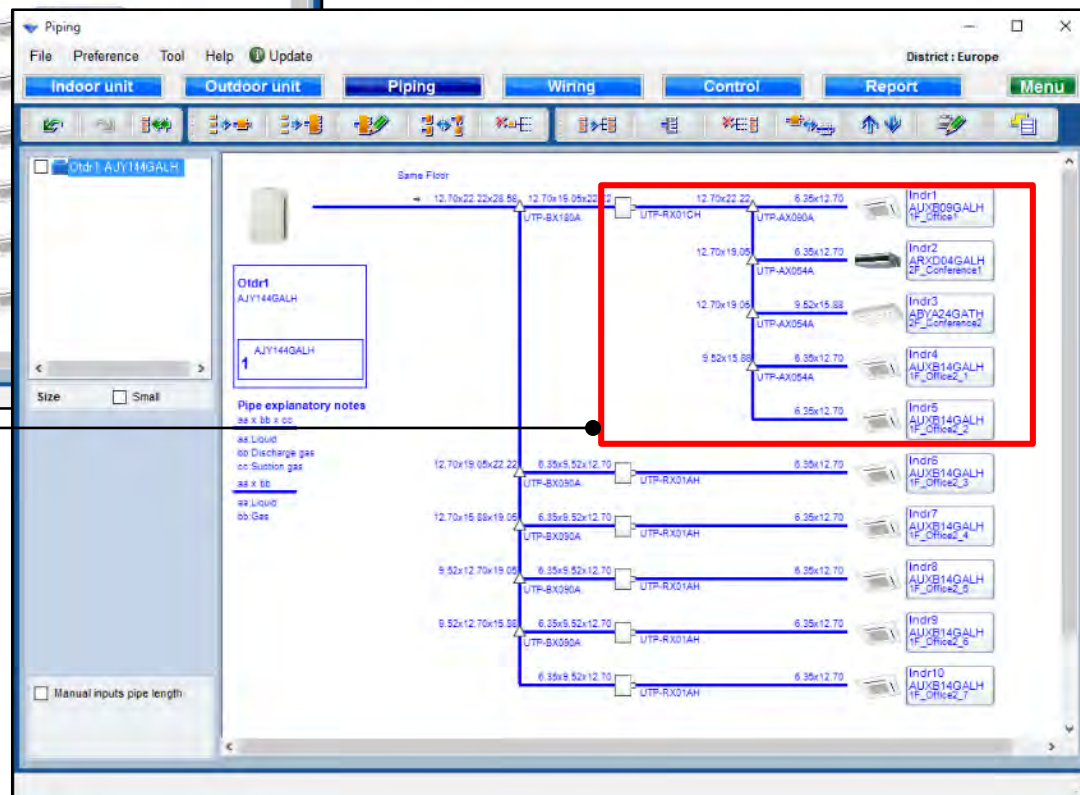 Piping
File Preference Tool Help Update District : Europe
Indoor unit Outdoor unit Piping Wiring Control Report Menu
Otdr1 AJY144GALH
Size Small
Manual inputs pipe length
Same Floor
12.70x22.22x28.58 12.70x19.05x22.22 12.70x22.22 6.35x12.70
UTP-BX180A UTP-RX01CH UTP-AX090A
Indr1
AUXB09GALH
1F_Office1
12.70x19.05 6.35x12.70
UTP-AX054A
Indr2
ARXD04GALH
2F_Conference1
Otdr1
AJY144GALH
AJY144GALH
1
12.70x19.05 9.52x15.88
UTP-AX054A
Indr3
ABYA24GATH
2F_Conference2
9.52x15.88 6.35x12.70
UTP-AX054A
Indr4
AUXB14GALH
1F_Office2_1
6.35x12.70
Indr5
AUXB14GALH
1F_Office2_2
Pipe explanatory notes
aa x bb x cc
aa:Liquid
bb:Discharge gas
cc:Suction gas
aa x bb
aa:Liquid
bb:Gas
12.70x19.05x22.22 6.35x9.52x12.70 6.35x12.70
UTP-BX090A UTP-RX01AH
Indr6
AUXB14GALH
1F_Office2_3
12.70x15.88x19.05 6.35x9.52x12.70 6.35x12.70
UTP-BX090A UTP-RX01AH
Indr7
AUXB14GALH
1F_Office2_4
9.52x12.70x19.05 6.35x9.52x12.70 6.35x12.70
UTP-BX090A UTP-RX01AH
Indr8
AUXB14GALH
1F_Office2_5
9.52x12.70x15.88 6.35x9.52x12.70 6.35x12.70
UTP-BX090A UTP-RX01AH
Indr9
AUXB14GALH
1F_Office2_6
6.35x9.52x12.70 6.35x12.70
UTP-RX01AH
Indr10
AUXB14GALH
1F_Office2_7